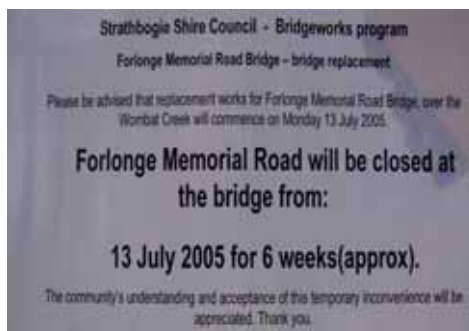 Strathbogie Shire Council - Bridgeworks program
Forlonge Memorial Road Bridge – bridge replacement
Please be advised that replacement works for Forlonge Memorial Road Bridge, over the
Wombat Creek will commence on Monday 13 July 2005.
Forlonge Memorial Road will be closed at
the bridge from:
13 July 2005 for 6 weeks(approx).
The community's understanding and acceptance of this temporary inconvenience will be
appreciated. Thank you.